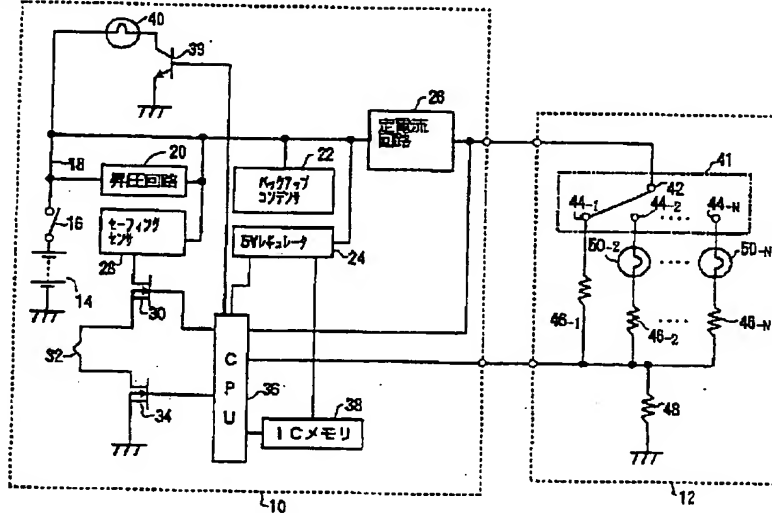 40
39
26
定電流
回路
18
20
昇圧回路
22
バックアップ
コンデンサ
41
42
44-1
44-2
44-N
16
セーフィング
センサ
28
5Vレギュレータ
24
50-2
50-N
14
30
46-1
46-2
46-N
32
CPU
36
34
38
ICメモリ
48
10
12